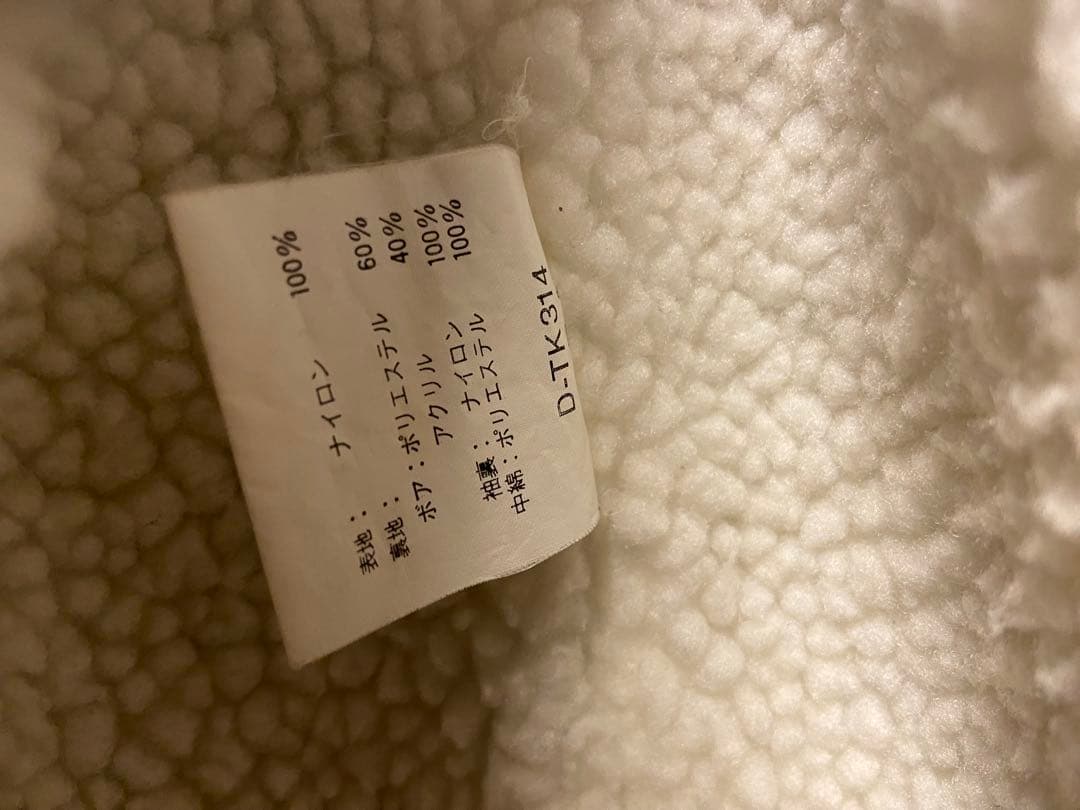 表地： ナイロン 100%
裏地：
ボア：ポリエステル 60%
アクリル 40%
袖裏： ナイロン 100%
中綿：ポリエステル 100%
D-TK314